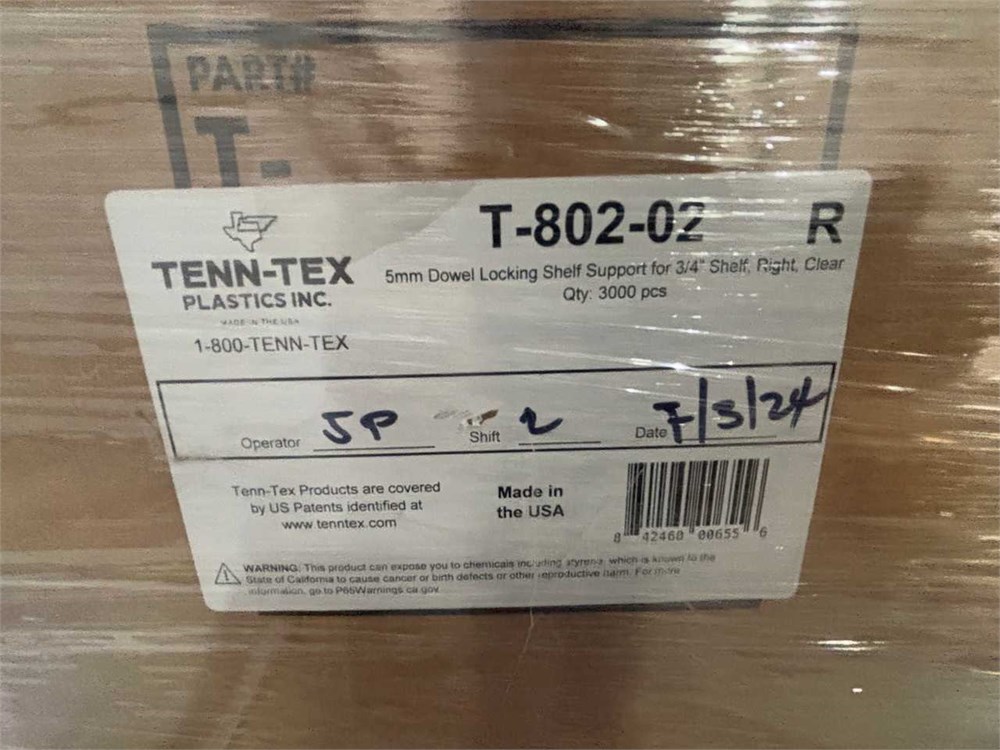 PART#
T-
TENN-TEX
PLASTICS INC.
MADE IN THE USA
1-800-TENN-TEX
T-802-02 R
5mm Dowel Locking Shelf Support for 3/4" Shelf, Right, Clear
Qty: 3000 pcs
Operator JP Shift 2 Date 7/3/24
Tenn-Tex Products are covered
by US Patents identified at
www.tenntex.com
Made in
the USA
8 42460 00655 6
WARNING: This product can expose you to chemicals including styrene, which is known to the
State of California to cause cancer or birth defects or other reproductive harm. For more
information, go to P65Warnings.ca.gov